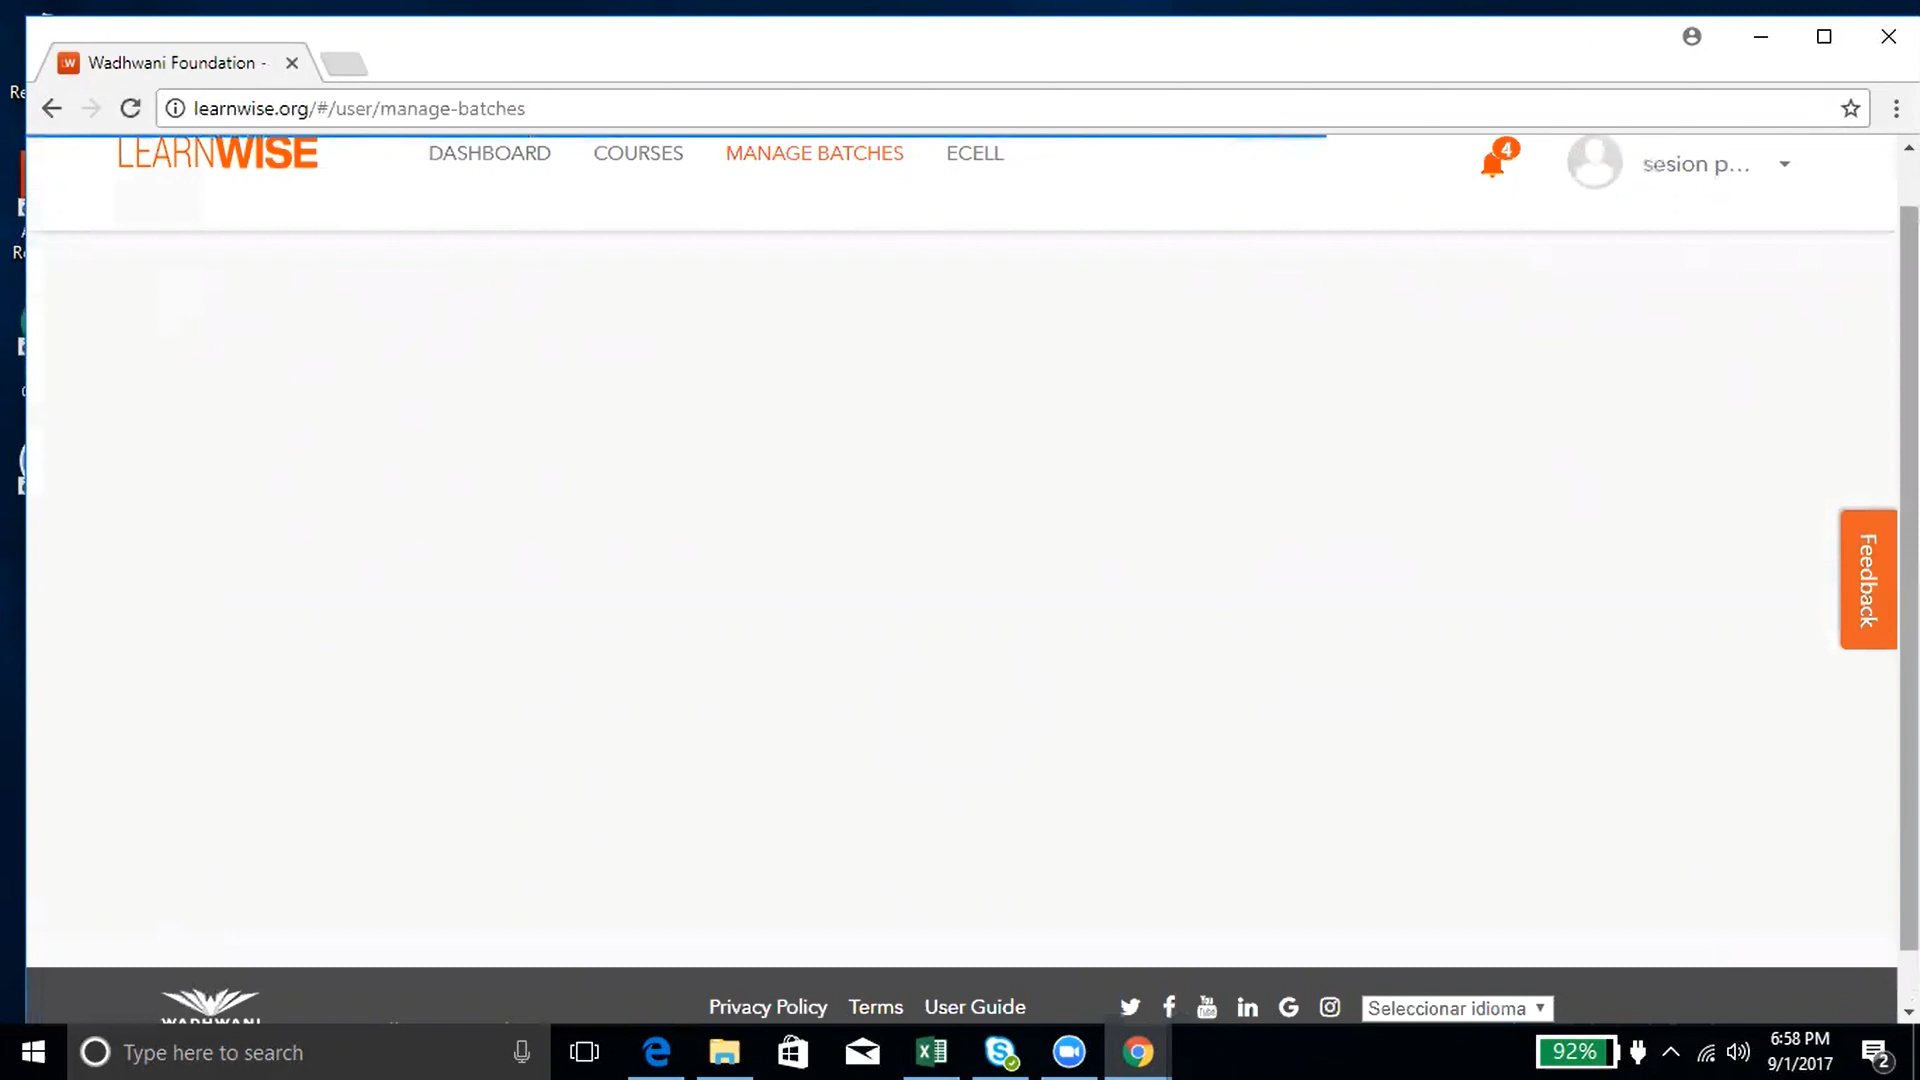 Wadhwani Foundation -
learnwise.org/#/user/manage-batches
LEARNWISE
DASHBOARD
COURSES
MANAGE BATCHES
ECELL
4
sesion p...
Feedback
WADHWANI
Privacy Policy
Terms
User Guide
Seleccionar idioma
Type here to search
92%
6:58 PM
9/1/2017
2